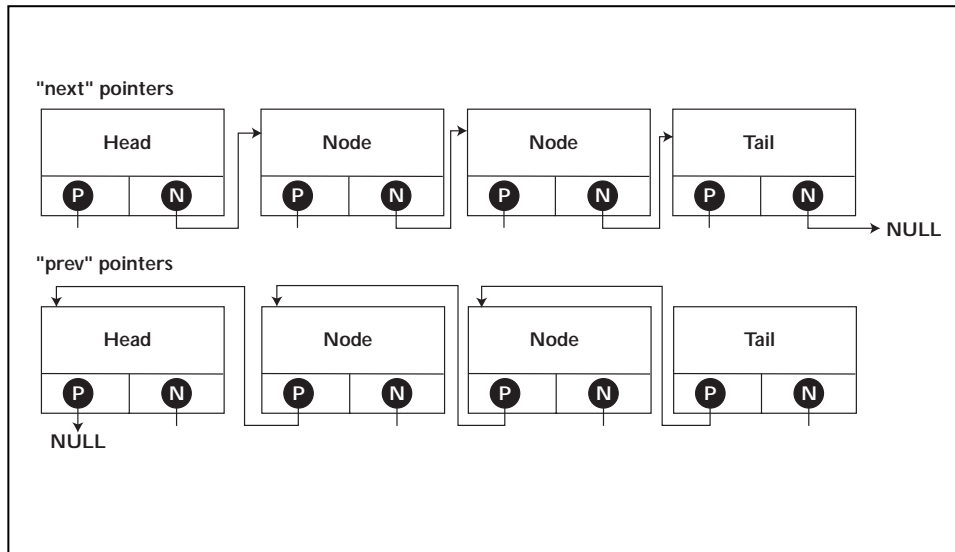 "next" pointers
Head Node Node Tail
P N P N P N P N
NULL
"prev" pointers
Head Node Node Tail
P N P N P N P N
NULL